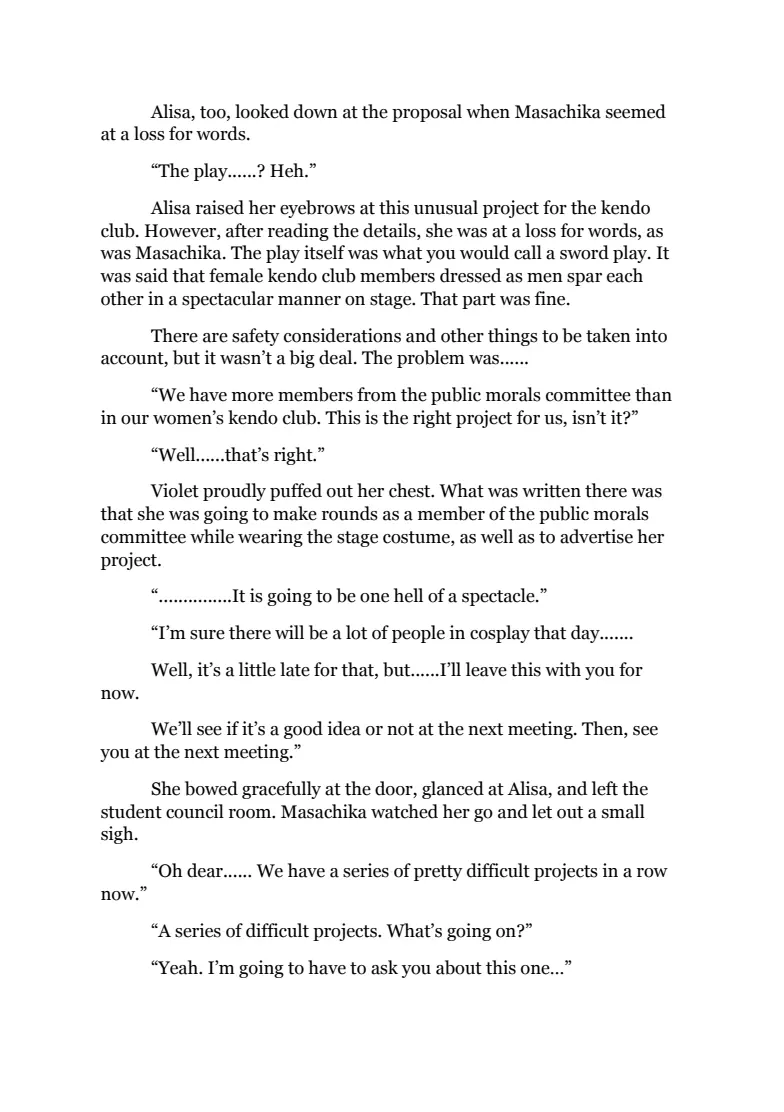 Alisa, too, looked down at the proposal when Masachika seemed
at a loss for words.
“The play......? Heh.”
Alisa raised her eyebrows at this unusual project for the kendo
club. However, after reading the details, she was at a loss for words, as
was Masachika. The play itself was what you would call a sword play. It
was said that female kendo club members dressed as men spar each
other in a spectacular manner on stage. That part was fine.
There are safety considerations and other things to be taken into
account, but it wasn’t a big deal. The problem was......
“We have more members from the public morals committee than
in our women’s kendo club. This is the right project for us, isn’t it?”
“Well......that’s right.”
Violet proudly puffed out her chest. What was written there was
that she was going to make rounds as a member of the public morals
committee while wearing the stage costume, as well as to advertise her
project.
“...............It is going to be one hell of a spectacle.”
“I’m sure there will be a lot of people in cosplay that day.......
Well, it’s a little late for that, but......I’ll leave this with you for
now.
We’ll see if it’s a good idea or not at the next meeting. Then, see
you at the next meeting.”
She bowed gracefully at the door, glanced at Alisa, and left the
student council room. Masachika watched her go and let out a small
sigh.
“Oh dear...... We have a series of pretty difficult projects in a row
now.”
“A series of difficult projects. What’s going on?”
“Yeah. I’m going to have to ask you about this one...”